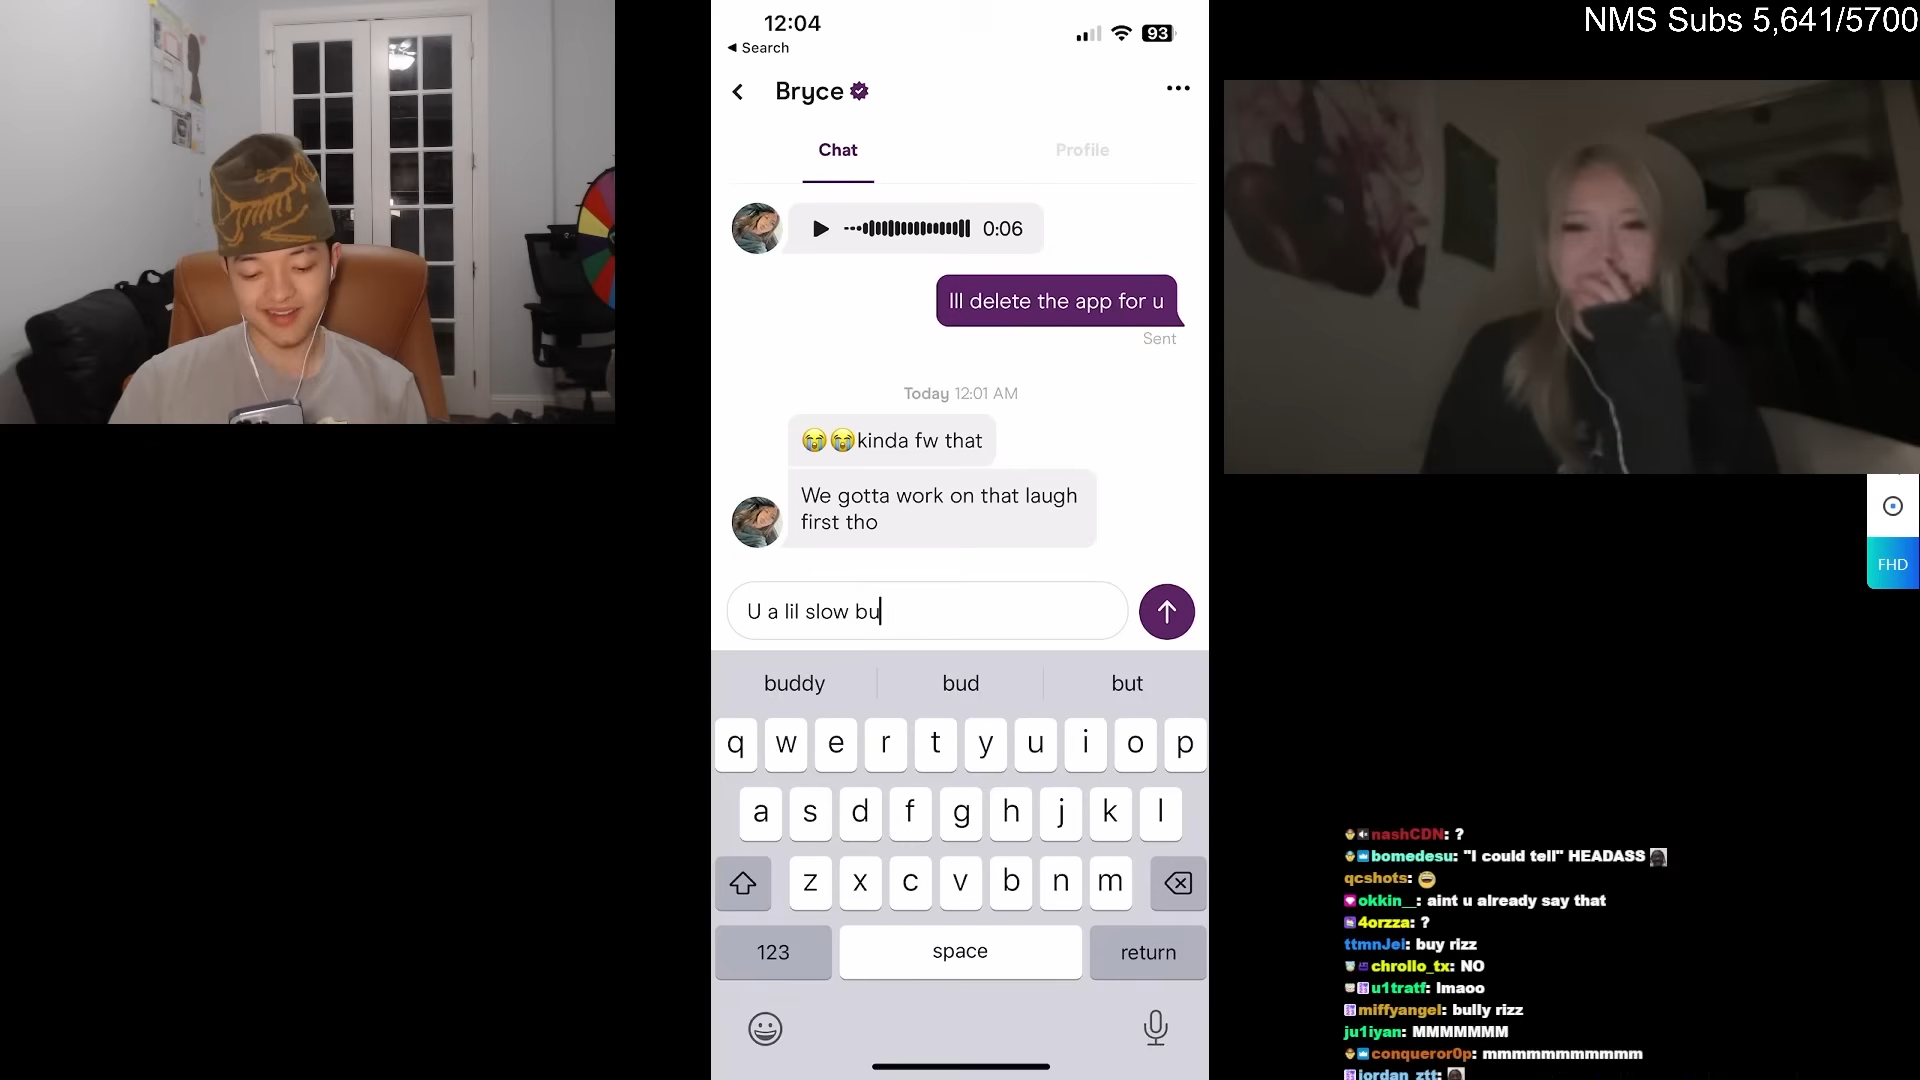 NMS Subs 5,641/5700
12:04
93
Search
Bryce
Chat
Profile
0:06
Ill delete the app for u
Sent
Today 12:01 AM
😭😭kinda fw that
We gotta work on that laugh
first tho
U a lil slow bu
buddy
bud
but
q w e r t y u i o p
a s d f g h j k l
z x c v b n m
123
space
return
FHD
nashCDN: ?
bomedesu: "I could tell" HEADASS
qcshots:
okkin__: aint u already say that
4orzza: ?
ttmnJei: buy rizz
chrollo_tx: NO
u1tratf: lmaoo
miffyangel: bully rizz
ju1iyan: MMMMMMM
conqueror0p: mmmmmmmmmmm
jordan_ztt: